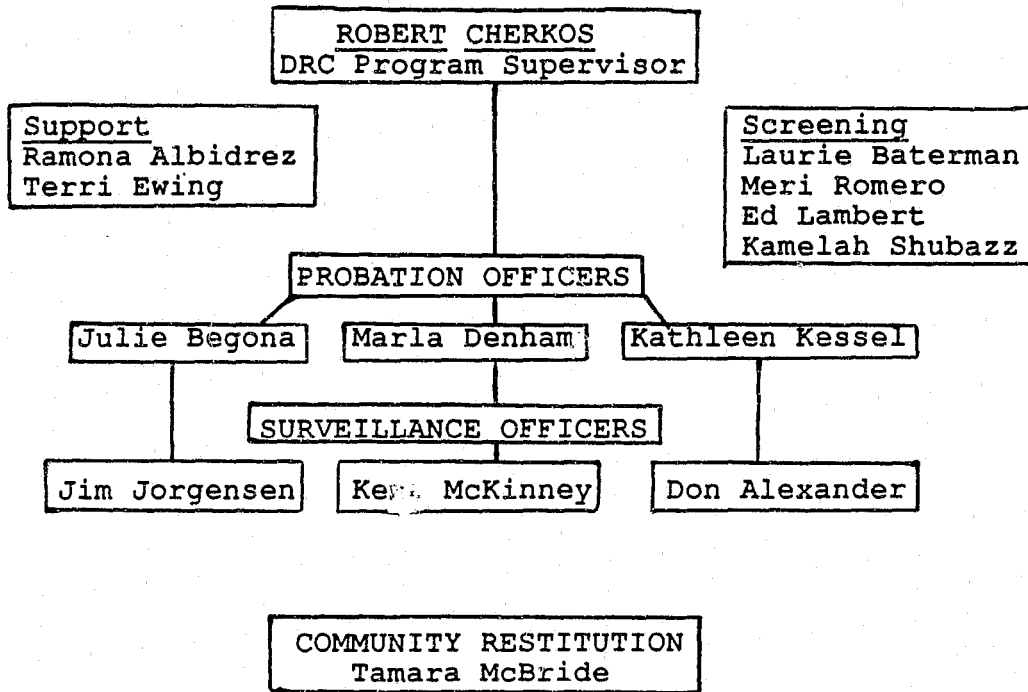 ROBERT CHERKOS
DRC Program Supervisor
Support
Ramona Albidrez
Terri Ewing
Screening
Laurie Baterman
Meri Romero
Ed Lambert
Kamelah Shubazz
PROBATION OFFICERS
Julie Begona
Marla Denham
Kathleen Kessel
SURVEILLANCE OFFICERS
Jim Jorgensen
McKinney
Don Alexander
COMMUNITY RESTITUTION
Tamara McBride